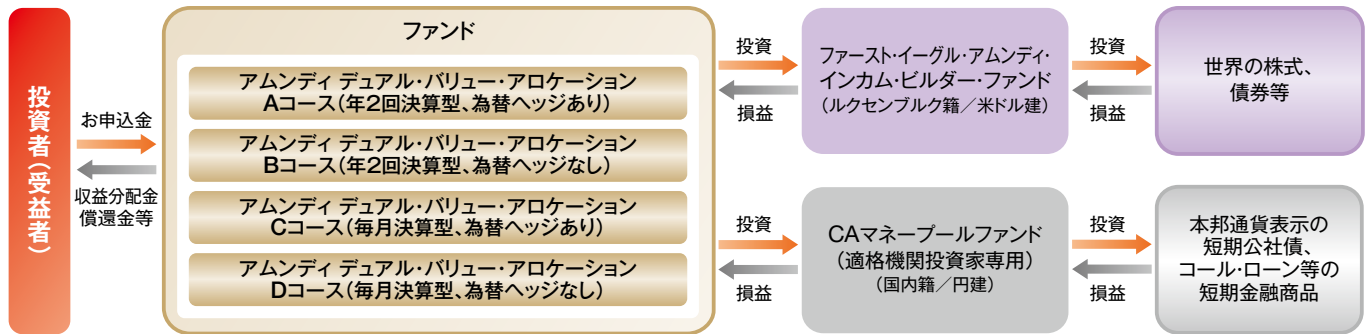 投資者（受益者）
お申込金
収益分配金
償還金等
ファンド
アムンディ デュアル・バリュー・アロケーション
Aコース（年2回決算型、為替ヘッジあり）
アムンディ デュアル・バリュー・アロケーション
Bコース（年2回決算型、為替ヘッジなし）
アムンディ デュアル・バリュー・アロケーション
Cコース（毎月決算型、為替ヘッジあり）
アムンディ デュアル・バリュー・アロケーション
Dコース（毎月決算型、為替ヘッジなし）
投資
損益
ファースト・イーグル・アムンディ・
インカム・ビルダー・ファンド
（ルクセンブルク籍／米ドル建）
投資
損益
世界の株式、
債券等
投資
損益
CAマネープールファンド
（適格機関投資家専用）
（国内籍／円建）
投資
損益
本邦通貨表示の
短期公社債、
コール・ローン等の
短期金融商品